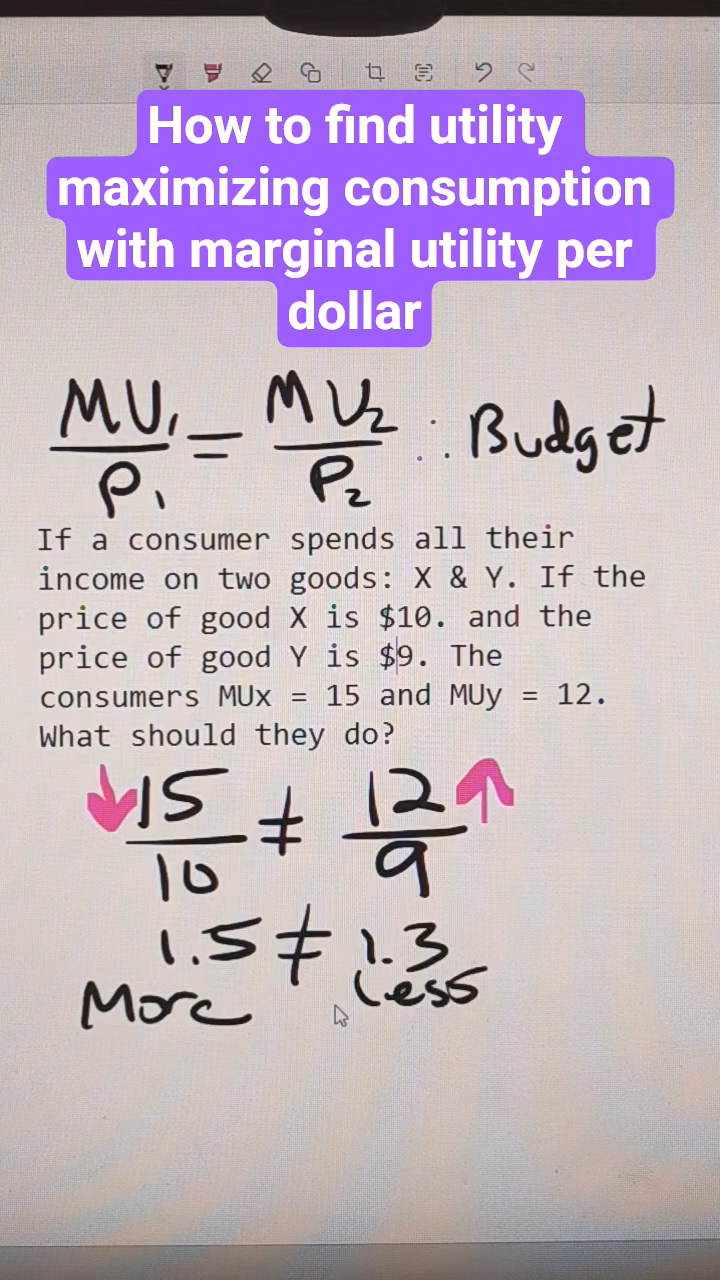 How to find utility
maximizing consumption
with marginal utility per
dollar
MU₁/P₁ = MU₂/P₂ ∴ Budget
If a consumer spends all their
income on two goods: X & Y. If the
price of good X is $10. and the
price of good Y is $9. The
consumers MUx = 15 and MUy = 12.
What should they do?
↓ 15/10 ≠ 12/9 ↑
1.5 ≠ 1.3
More Less